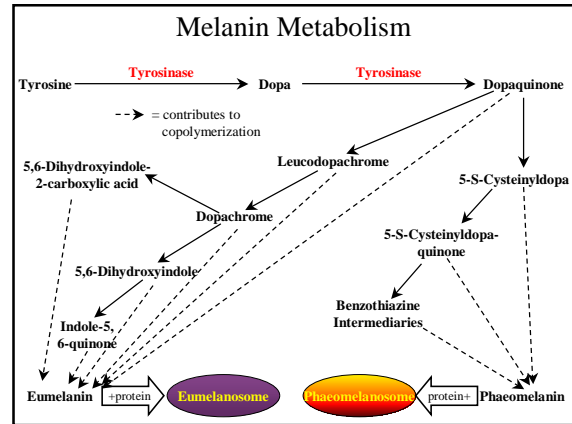 Melanin Metabolism
Tyrosinase
Tyrosinase
Tyrosine
Dopa
Dopaquinone
= contributes to
copolymerization
Leucodopachrome
5,6-Dihydroxyindole-
2-carboxylic acid
5-S-Cysteinyldopa
Dopachrome
5-S-Cysteinyldopa-
quinone
5,6-Dihydroxyindole
Benzothiazine
Intermediaries
Indole-5,
6-quinone
Eumelanin
+protein
Eumelanosome
Phaeomelanosome
protein+
Phaeomelanin